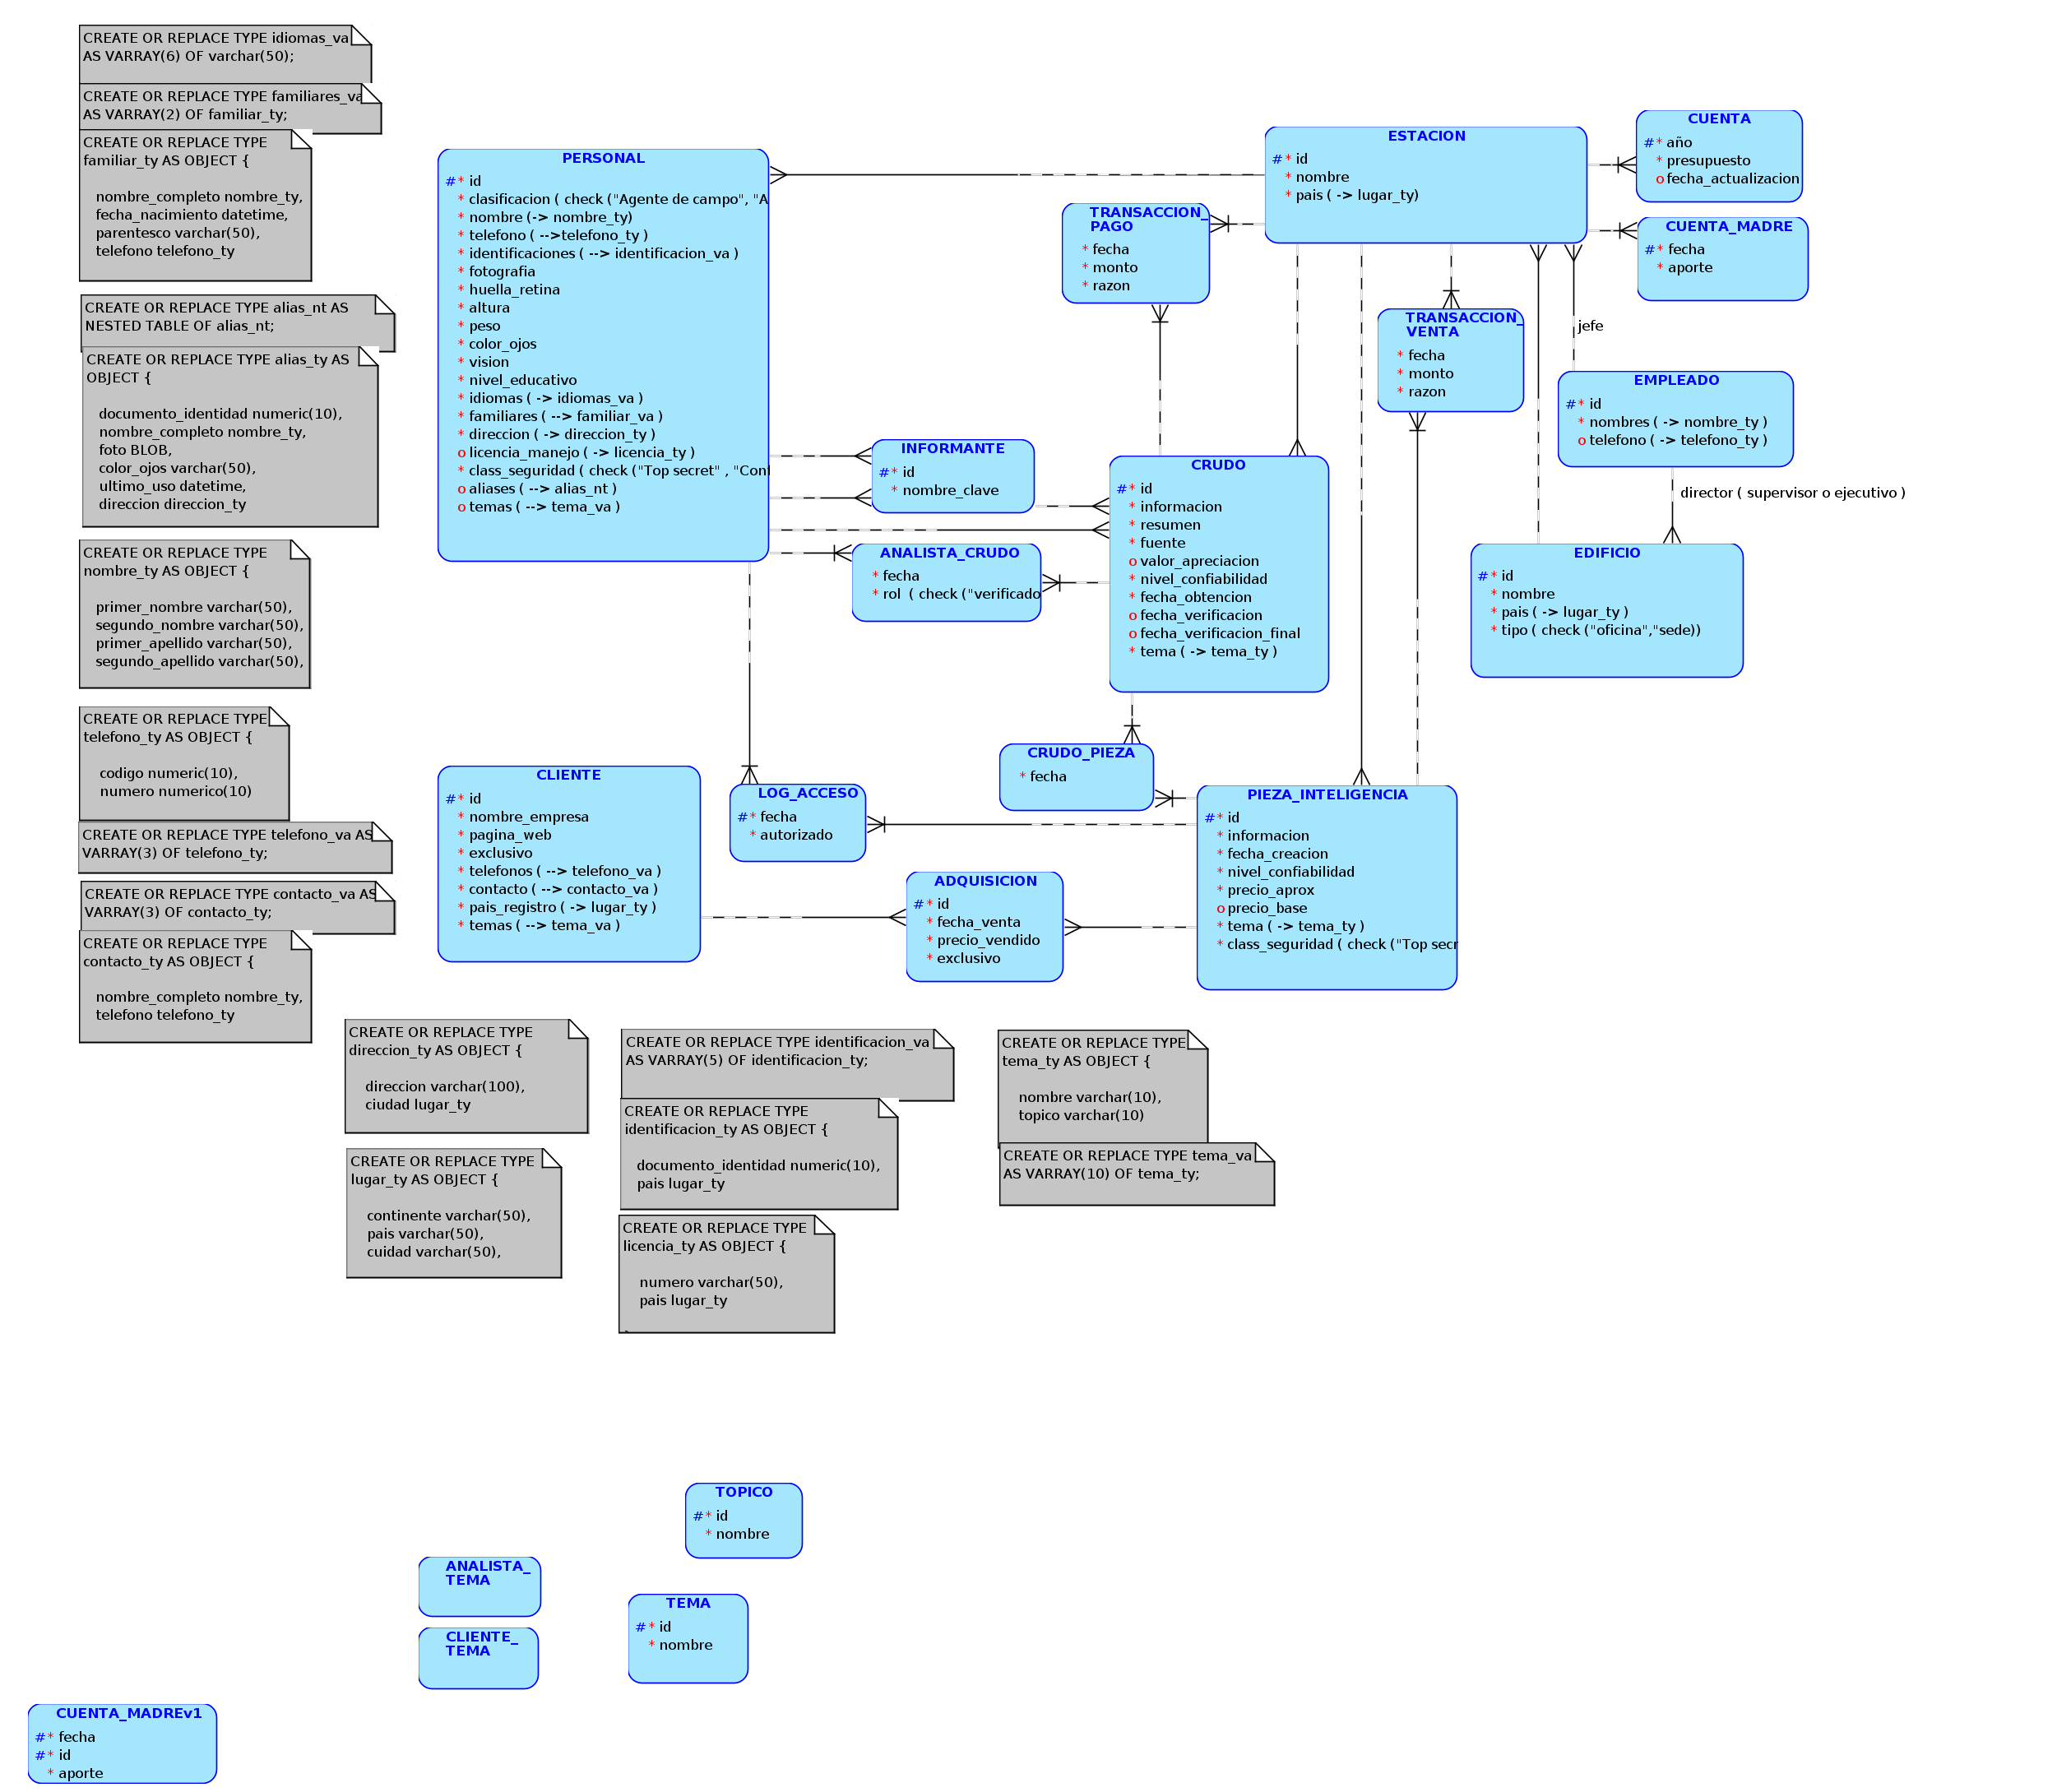 CREATE OR REPLACE TYPE idiomas_va
AS VARRAY(6) OF varchar(50);
CREATE OR REPLACE TYPE familiares_va
AS VARRAY(2) OF familiar_ty;
CREATE OR REPLACE TYPE
familiar_ty AS OBJECT {
nombre_completo nombre_ty,
fecha_nacimiento datetime,
parentesco varchar(50),
telefono telefono_ty
CREATE OR REPLACE TYPE alias_nt AS
NESTED TABLE OF alias_nt;
CREATE OR REPLACE TYPE alias_ty AS
OBJECT {
documento_identidad numeric(10),
nombre_completo nombre_ty,
foto BLOB,
color_ojos varchar(50),
ultimo_uso datetime,
direccion direccion_ty
CREATE OR REPLACE TYPE
nombre_ty AS OBJECT {
primer_nombre varchar(50),
segundo_nombre varchar(50),
primer_apellido varchar(50),
segundo_apellido varchar(50),
CREATE OR REPLACE TYPE
telefono_ty AS OBJECT {
codigo numeric(10),
numero numerico(10)
CREATE OR REPLACE TYPE telefono_va AS
VARRAY(3) OF telefono_ty;
CREATE OR REPLACE TYPE contacto_va AS
VARRAY(3) OF contacto_ty;
CREATE OR REPLACE TYPE
contacto_ty AS OBJECT {
nombre_completo nombre_ty,
telefono telefono_ty
PERSONAL
#* id
* clasificacion ( check ("Agente de campo", "A
* nombre (-> nombre_ty)
* telefono ( -->telefono_ty )
* identificaciones ( --> identificacion_va )
* fotografia
* huella_retina
* altura
* peso
* color_ojos
* vision
* nivel_educativo
* idiomas ( -> idiomas_va )
* familiares ( --> familiar_va )
* direccion ( -> direccion_ty )
o licencia_manejo ( -> licencia_ty )
* class_seguridad ( check ("Top secret" , "Con
o aliases ( --> alias_nt )
o temas ( --> tema_va )
ESTACION
#* id
* nombre
* pais ( -> lugar_ty)
CUENTA
#* año
* presupuesto
o fecha_actualizacion
CUENTA_MADRE
#* fecha
* aporte
TRANSACCION_
PAGO
* fecha
* monto
* razon
TRANSACCION_
VENTA
* fecha
* monto
* razon
jefe
EMPLEADO
#* id
* nombres ( -> nombre_ty )
o telefono ( -> telefono_ty )
director ( supervisor o ejecutivo )
EDIFICIO
#* id
* nombre
* pais ( -> lugar_ty )
* tipo ( check ("oficina","sede))
INFORMANTE
#* id
* nombre_clave
ANALISTA_CRUDO
* fecha
* rol  ( check ("verificado
CRUDO
#* id
* informacion
* resumen
* fuente
o valor_apreciacion
* nivel_confiabilidad
* fecha_obtencion
o fecha_verificacion
o fecha_verificacion_final
* tema ( -> tema_ty )
CRUDO_PIEZA
* fecha
CLIENTE
#* id
* nombre_empresa
* pagina_web
* exclusivo
* telefonos ( --> telefono_va )
* contacto ( --> contacto_va )
* pais_registro ( -> lugar_ty )
* temas ( --> tema_va )
LOG_ACCESO
#* fecha
* autorizado
ADQUISICION
#* id
* fecha_venta
* precio_vendido
* exclusivo
PIEZA_INTELIGENCIA
#* id
* informacion
* fecha_creacion
* nivel_confiabilidad
* precio_aprox
o precio_base
* tema ( -> tema_ty )
* class_seguridad ( check ("Top secr
CREATE OR REPLACE TYPE
direccion_ty AS OBJECT {
direccion varchar(100),
ciudad lugar_ty
CREATE OR REPLACE TYPE
lugar_ty AS OBJECT {
continente varchar(50),
pais varchar(50),
cuidad varchar(50),
CREATE OR REPLACE TYPE identificacion_va
AS VARRAY(5) OF identificacion_ty;
CREATE OR REPLACE TYPE
identificacion_ty AS OBJECT {
documento_identidad numeric(10),
pais lugar_ty
CREATE OR REPLACE TYPE
licencia_ty AS OBJECT {
numero varchar(50),
pais lugar_ty
CREATE OR REPLACE TYPE
tema_ty AS OBJECT {
nombre varchar(10),
topico varchar(10)
CREATE OR REPLACE TYPE tema_va
AS VARRAY(10) OF tema_ty;
TOPICO
#* id
* nombre
ANALISTA_
TEMA
CLIENTE_
TEMA
TEMA
#* id
* nombre
CUENTA_MADREv1
#* fecha
#* id
* aporte